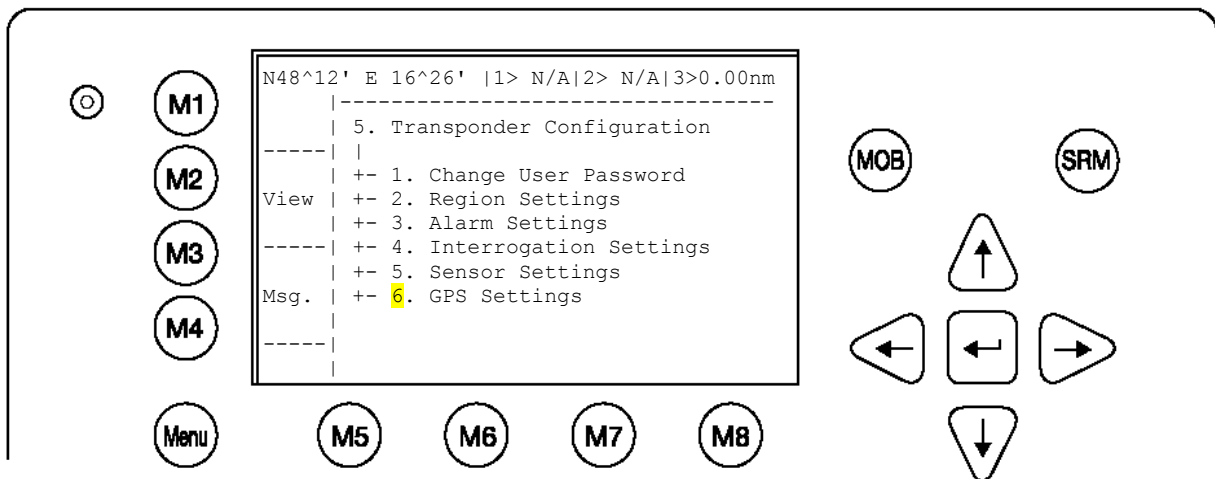 N48^12' E 16^26' |1> N/A|2> N/A|3>0.00nm
|----------------------------------
M1
| 5. Transponder Configuration
-----| |
MOB
SRM
M2
| +- 1. Change User Password
View | +- 2. Region Settings
| +- 3. Alarm Settings
M3
-----| +- 4. Interrogation Settings
| +- 5. Sensor Settings
Msg. | +- 6. GPS Settings
M4
|
-----|
|
Menu
M5
M6
M7
M8